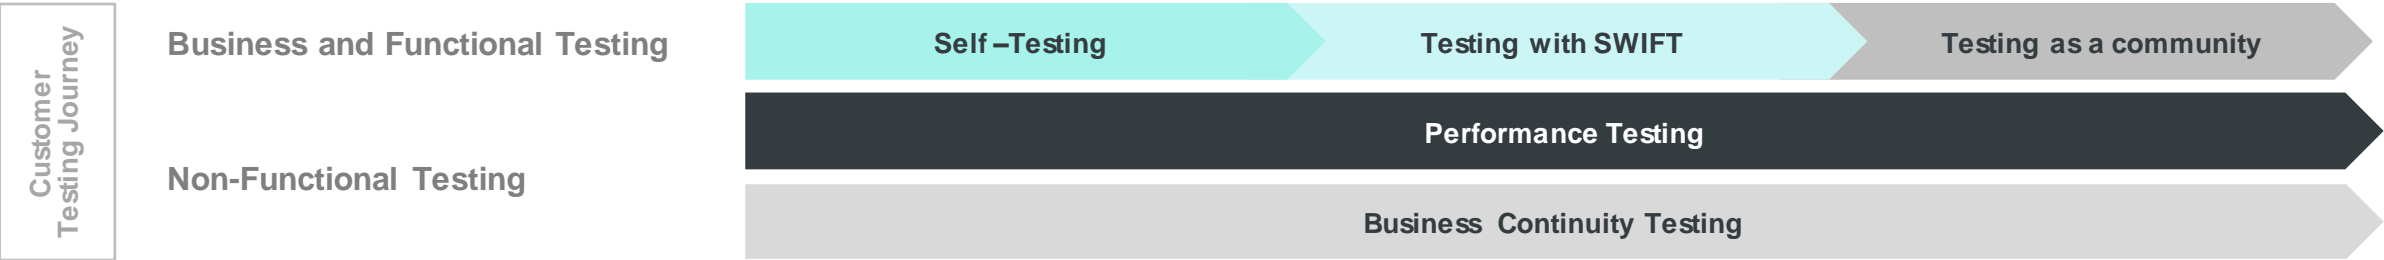 Customer
Testing Journey
Business and Functional Testing
Self –Testing
Testing with SWIFT
Testing as a community
Performance Testing
Non-Functional Testing
Business Continuity Testing